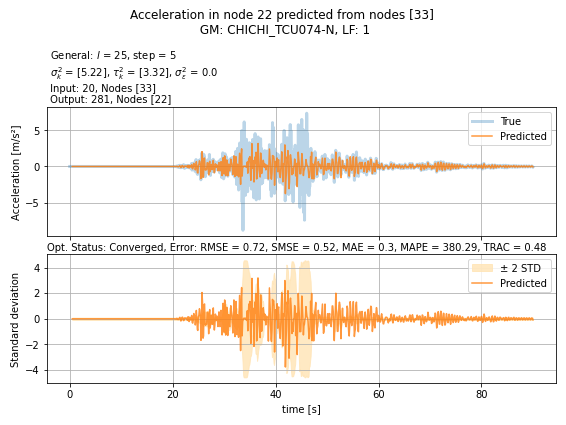 Acceleration in node 22 predicted from nodes [33]
GM: CHICHI_TCU074-N, LF: 1
General: l = 25, step = 5
σ²ₖ = [5.22], τ²ₖ = [3.32], σ²ε = 0.0
Input: 20, Nodes [33]
Output: 281, Nodes [22]
Acceleration [m/s²]
5
0
−5
True
Predicted
Opt. Status: Converged, Error: RMSE = 0.72, SMSE = 0.52, MAE = 0.3, MAPE = 380.29, TRAC = 0.48
Standard deviation
4
2
0
−2
−4
± 2 STD
Predicted
0 20 40 60 80
time [s]